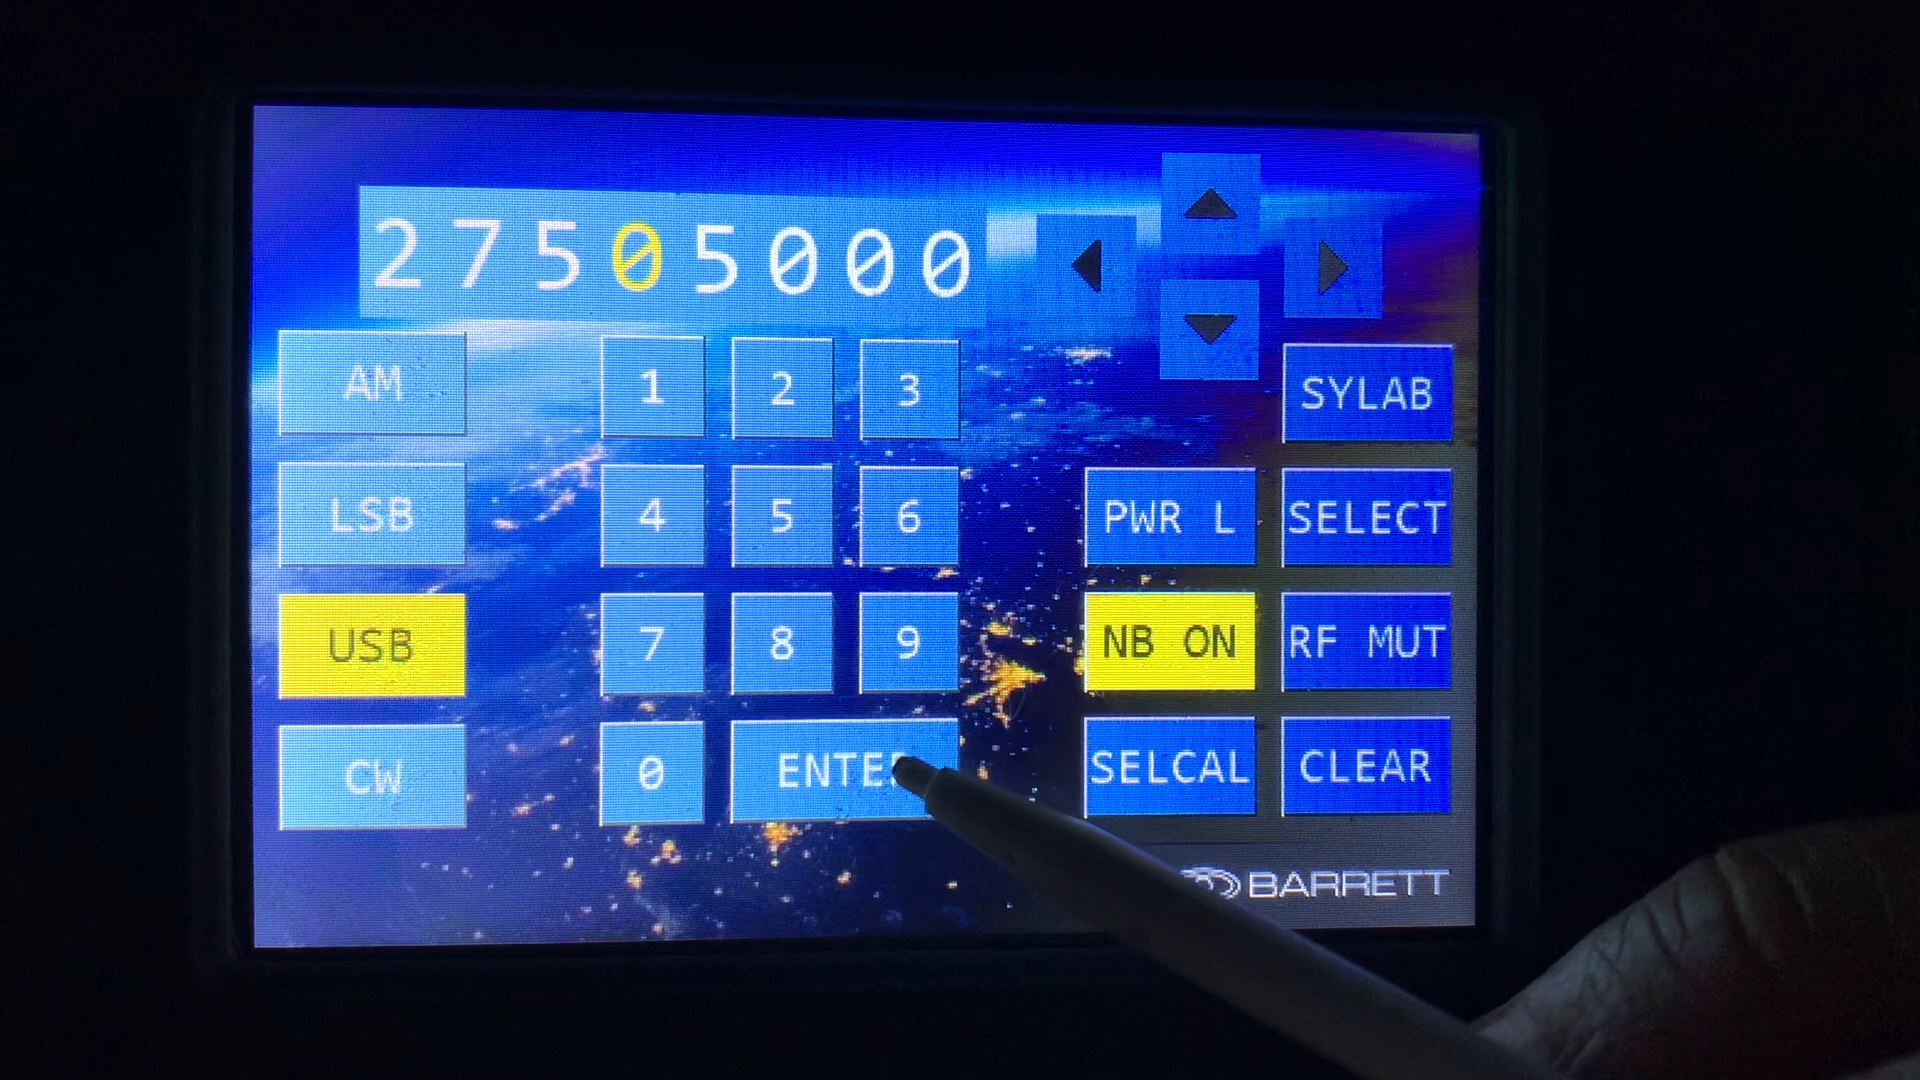 27505000
AM 1 2 3 SYLAB
LSB 4 5 6 PWR L SELECT
USB 7 8 9 NB ON RF MUT
CW 0 ENTER SELCAL CLEAR
BARRETT